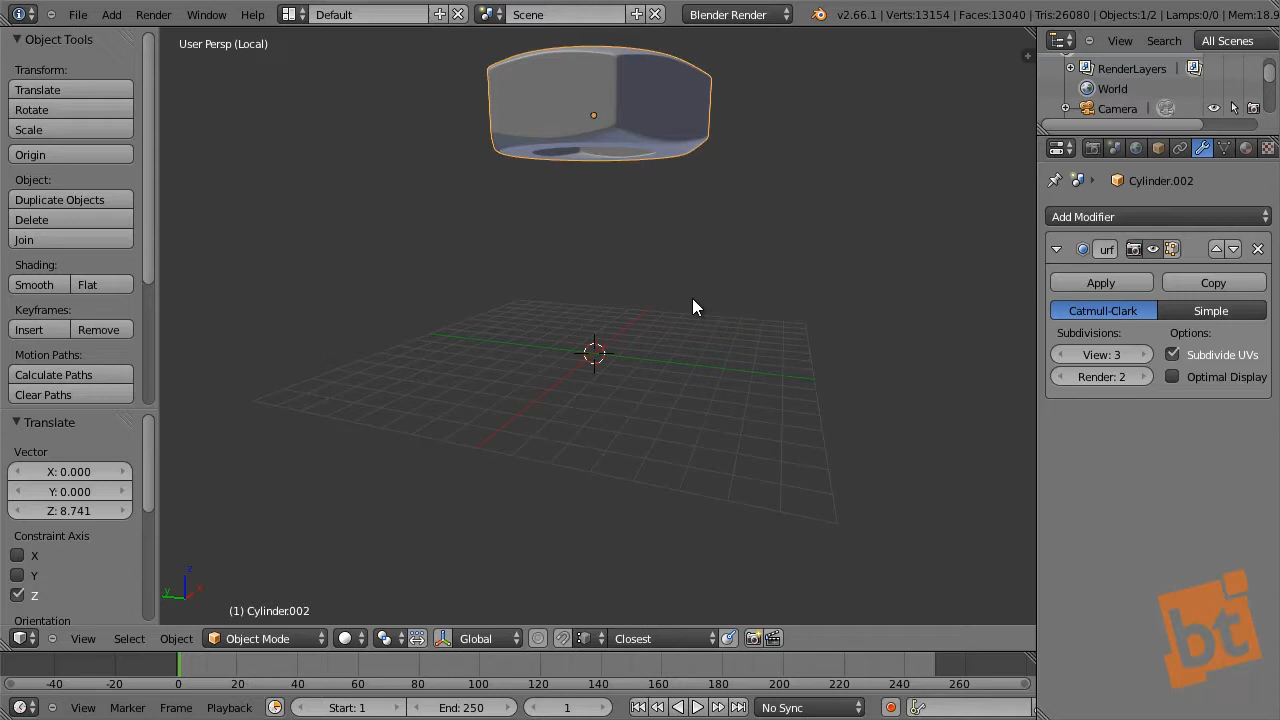 File Add Render Window Help Default Scene Blender Render v2.66.1 | Verts:13154 | Faces:13040 | Tris:26080 | Objects:1/2 | Lamps:0/0 | Mem:18.9
Object Tools
Transform:
Translate
Rotate
Scale
Origin
Object:
Duplicate Objects
Delete
Join
Shading:
Smooth Flat
Keyframes:
Insert Remove
Motion Paths:
Calculate Paths
Clear Paths
Translate
Vector
X: 0.000
Y: 0.000
Z: 8.741
Constraint Axis
X
Y
Z
Orientation
User Persp (Local)
z
y x
(1) Cylinder.002
View Search All Scenes
RenderLayers
World
Camera
Cylinder.002
Add Modifier
urf
Apply Copy
Catmull-Clark Simple
Subdivisions: Options:
View: 3 Subdivide UVs
Render: 2 Optimal Display
View Select Object Object Mode Global Closest
-40 -20 0 20 40 60 80 100 120 140 160 180 200 220 240 260
View Marker Frame Playback Start: 1 End: 250 1 No Sync
bt